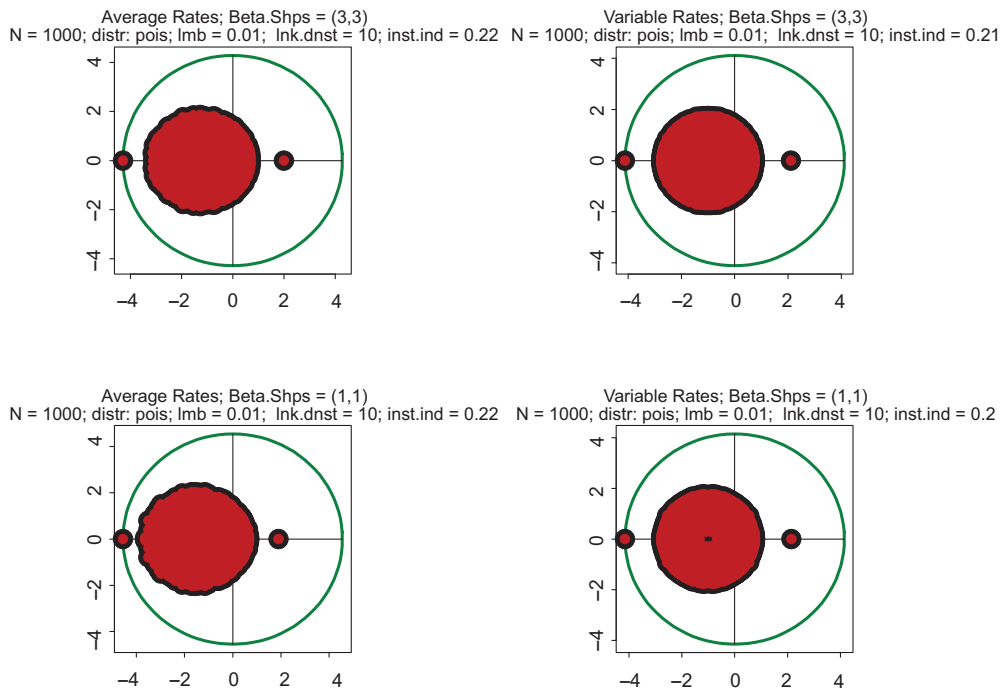 Average Rates; Beta.Shps = (3,3)
N = 1000; distr: pois; lmb = 0.01;  lnk.dnst = 10; inst.ind = 0.22
4
2
0
−2
−4
−4 −2 0 2 4
Variable Rates; Beta.Shps = (3,3)
N = 1000; distr: pois; lmb = 0.01;  lnk.dnst = 10; inst.ind = 0.21
4
2
0
−2
−4
−4 −2 0 2 4
Average Rates; Beta.Shps = (1,1)
N = 1000; distr: pois; lmb = 0.01;  lnk.dnst = 10; inst.ind = 0.22
4
2
0
−2
−4
−4 −2 0 2 4
Variable Rates; Beta.Shps = (1,1)
N = 1000; distr: pois; lmb = 0.01;  lnk.dnst = 10; inst.ind = 0.2
4
2
0
−2
−4
−4 −2 0 2 4